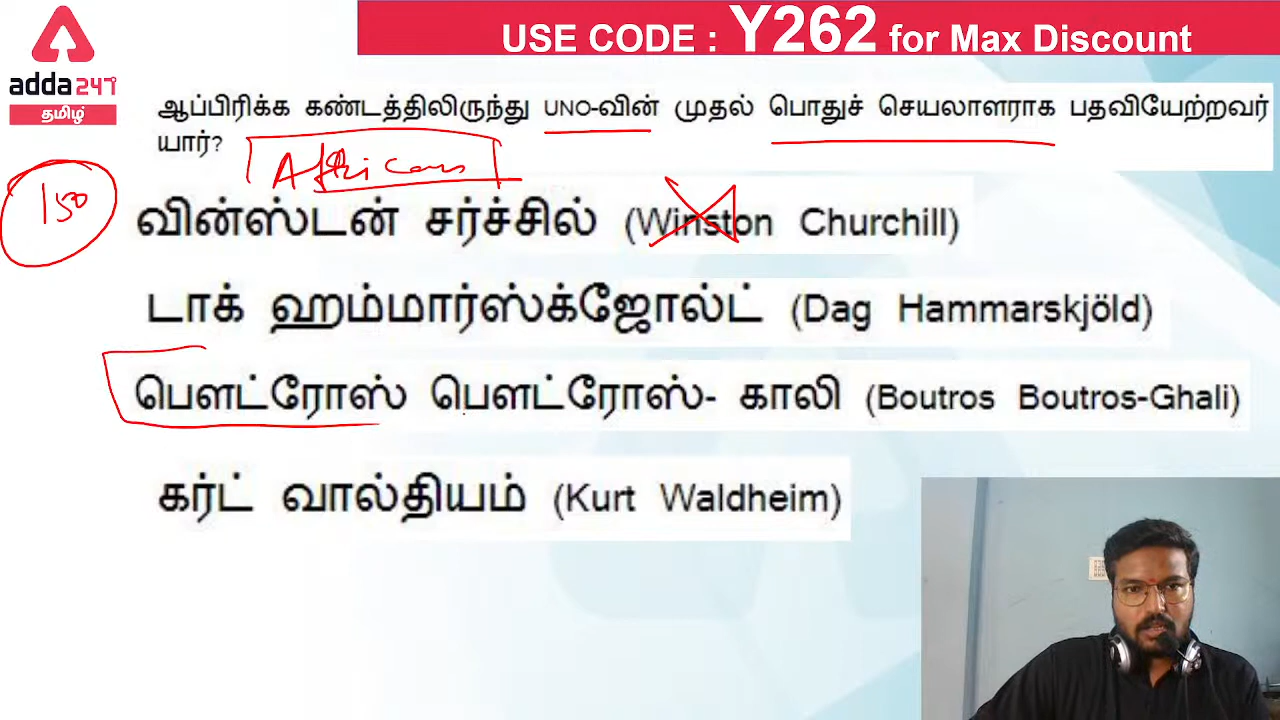 USE CODE : Y262 for Max Discount
adda247
தமிழ்
ஆப்பிரிக்க கண்டத்திலிருந்து UNO-வின் முதல் பொதுச் செயலாளராக பதவியேற்றவர்
யார்?
African
150
வின்ஸ்டன் சர்ச்சில் (Winston Churchill)
டாக் ஹம்மார்ஸ்க்ஜோல்ட் (Dag Hammarskjöld)
பௌட்ரோஸ் பௌட்ரோஸ்- காலி (Boutros Boutros-Ghali)
கர்ட் வால்தியம் (Kurt Waldheim)